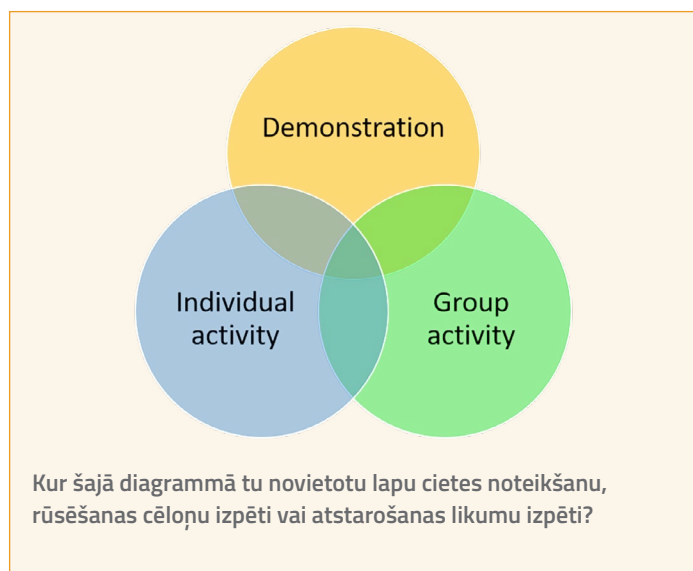 Demonstration
Individual
activity
Group
activity
Kur šajā diagrammā tu novietotu lapu cietes noteikšanu,
rūsēšanas cēloņu izpēti vai atstarošanas likumu izpēti?